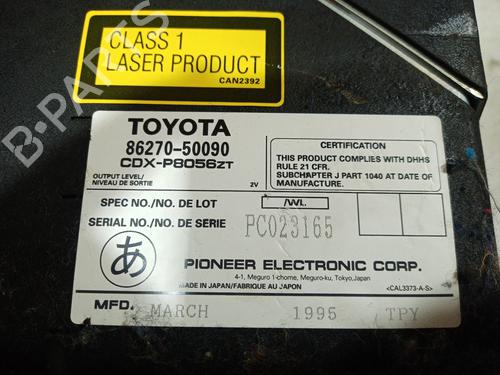 CLASS 1
LASER PRODUCT
CAN2392
B-PARTS
TOYOTA
86270-50090
CDX-P8056ZT
OUTPUT LEVEL/
NIVEAU DE SORTIE
2V
CERTIFICATION
THIS PRODUCT COMPLIES WITH DHHS
RULE 21 CFR.
SUBCHAPTER J PART 1040 AT DATE OF
MANUFACTURE.
SPEC NO./NO. DE LOT
/WL
SERIAL NO./NO. DE SERIE
PC023165
あ
PIONEER ELECTRONIC CORP.
4-1, Meguro 1-chome, Meguro-ku, Tokyo, Japan
MADE IN JAPAN/FABRIQUE AU JAPON
<CAL3373-A-S>
MFD. MARCH 1995 TPY